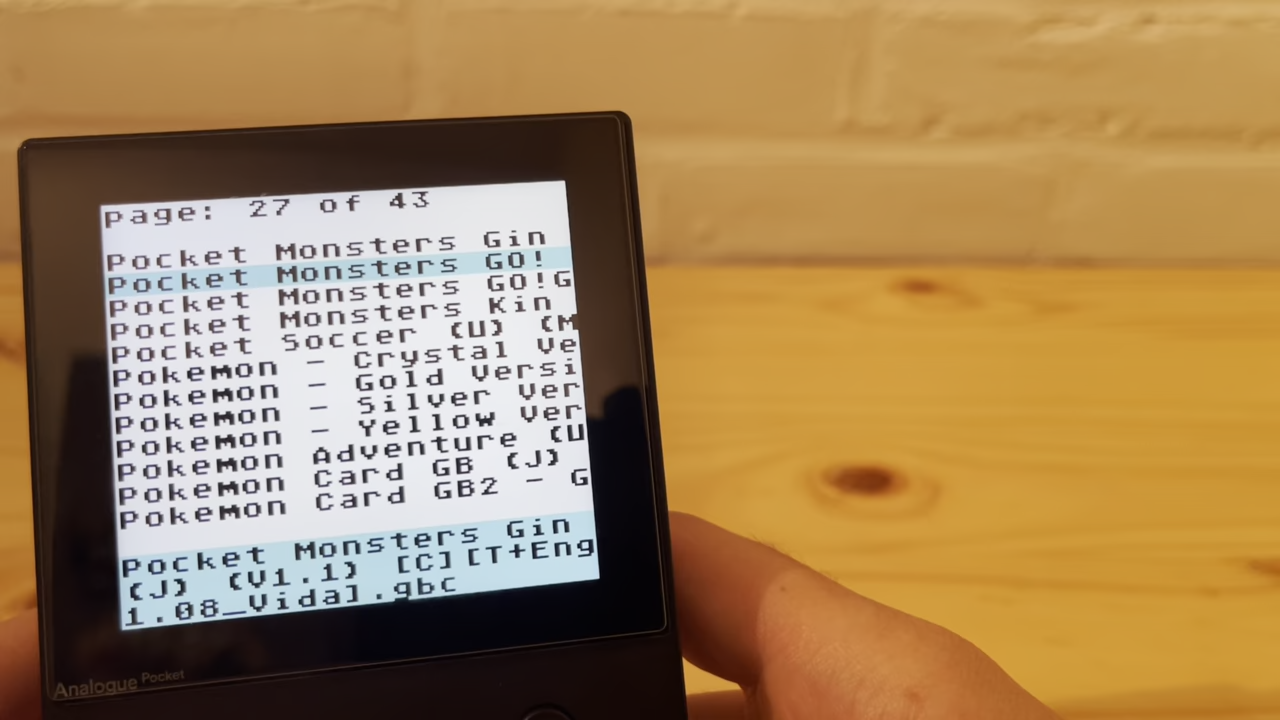 page: 27 of 43
Pocket Monsters Gin
Pocket Monsters GO!
Pocket Monsters GO!G
Pocket Monsters Kin
Pocket Soccer (U) (M
Pokemon - Crystal Ve
Pokemon - Gold Versi
Pokemon - Silver Ver
Pokemon - Yellow Ver
Pokemon Adventure (U
Pokemon Card GB (J)
Pokemon Card GB2 - G
Pocket Monsters Gin
(J) (V1.1) [C][T+Eng
1.08_Vida].gbc
Analogue Pocket